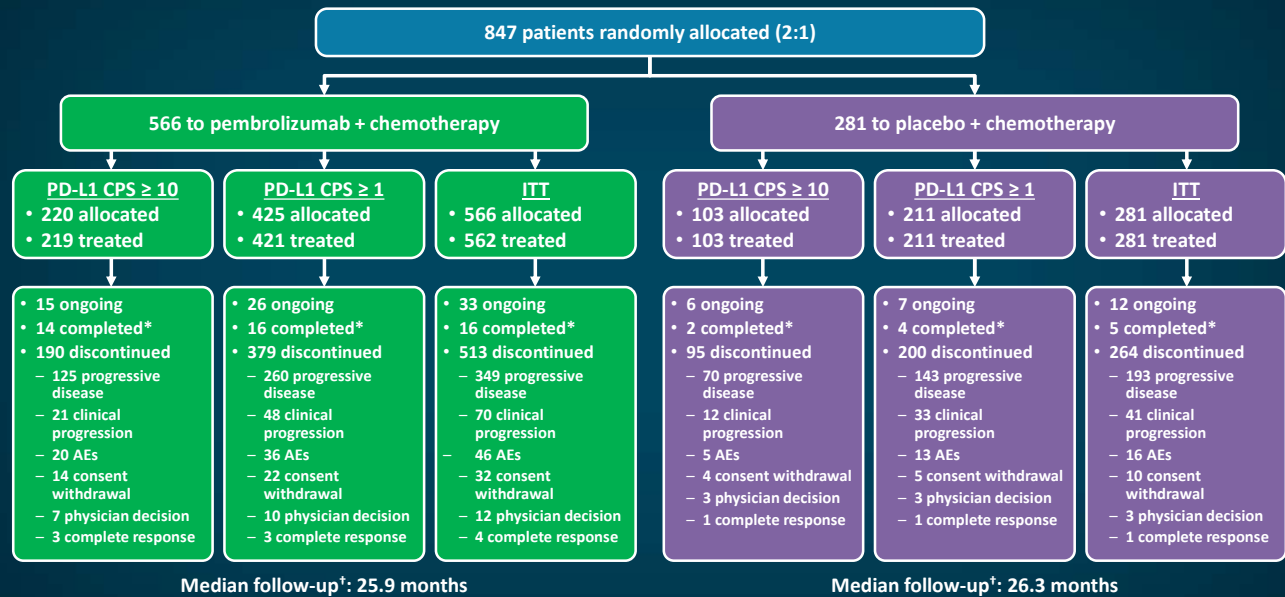 847 patients randomly allocated (2:1)
566 to pembrolizumab + chemotherapy
281 to placebo + chemotherapy
PD-L1 CPS ≥ 10
• 220 allocated
• 219 treated
PD-L1 CPS ≥ 1
• 425 allocated
• 421 treated
ITT
• 566 allocated
• 562 treated
PD-L1 CPS ≥ 10
• 103 allocated
• 103 treated
PD-L1 CPS ≥ 1
• 211 allocated
• 211 treated
ITT
• 281 allocated
• 281 treated
• 15 ongoing
• 14 completed*
• 190 discontinued
– 125 progressive
disease
– 21 clinical
progression
– 20 AEs
– 14 consent
withdrawal
– 7 physician decision
– 3 complete response
• 26 ongoing
• 16 completed*
• 379 discontinued
– 260 progressive
disease
– 48 clinical
progression
– 36 AEs
– 22 consent
withdrawal
– 10 physician decision
– 3 complete response
• 33 ongoing
• 16 completed*
• 513 discontinued
– 349 progressive
disease
– 70 clinical
progression
– 46 AEs
– 32 consent
withdrawal
– 12 physician decision
– 4 complete response
• 6 ongoing
• 2 completed*
• 95 discontinued
– 70 progressive
disease
– 12 clinical
progression
– 5 AEs
– 4 consent withdrawal
– 3 physician decision
– 1 complete response
• 7 ongoing
• 4 completed*
• 200 discontinued
– 143 progressive
disease
– 33 clinical
progression
– 13 AEs
– 5 consent withdrawal
– 3 physician decision
– 1 complete response
• 12 ongoing
• 5 completed*
• 264 discontinued
– 193 progressive
disease
– 41 clinical
progression
– 16 AEs
– 10 consent
withdrawal
– 3 physician decision
– 1 complete response
Median follow-up†: 25.9 months
Median follow-up†: 26.3 months